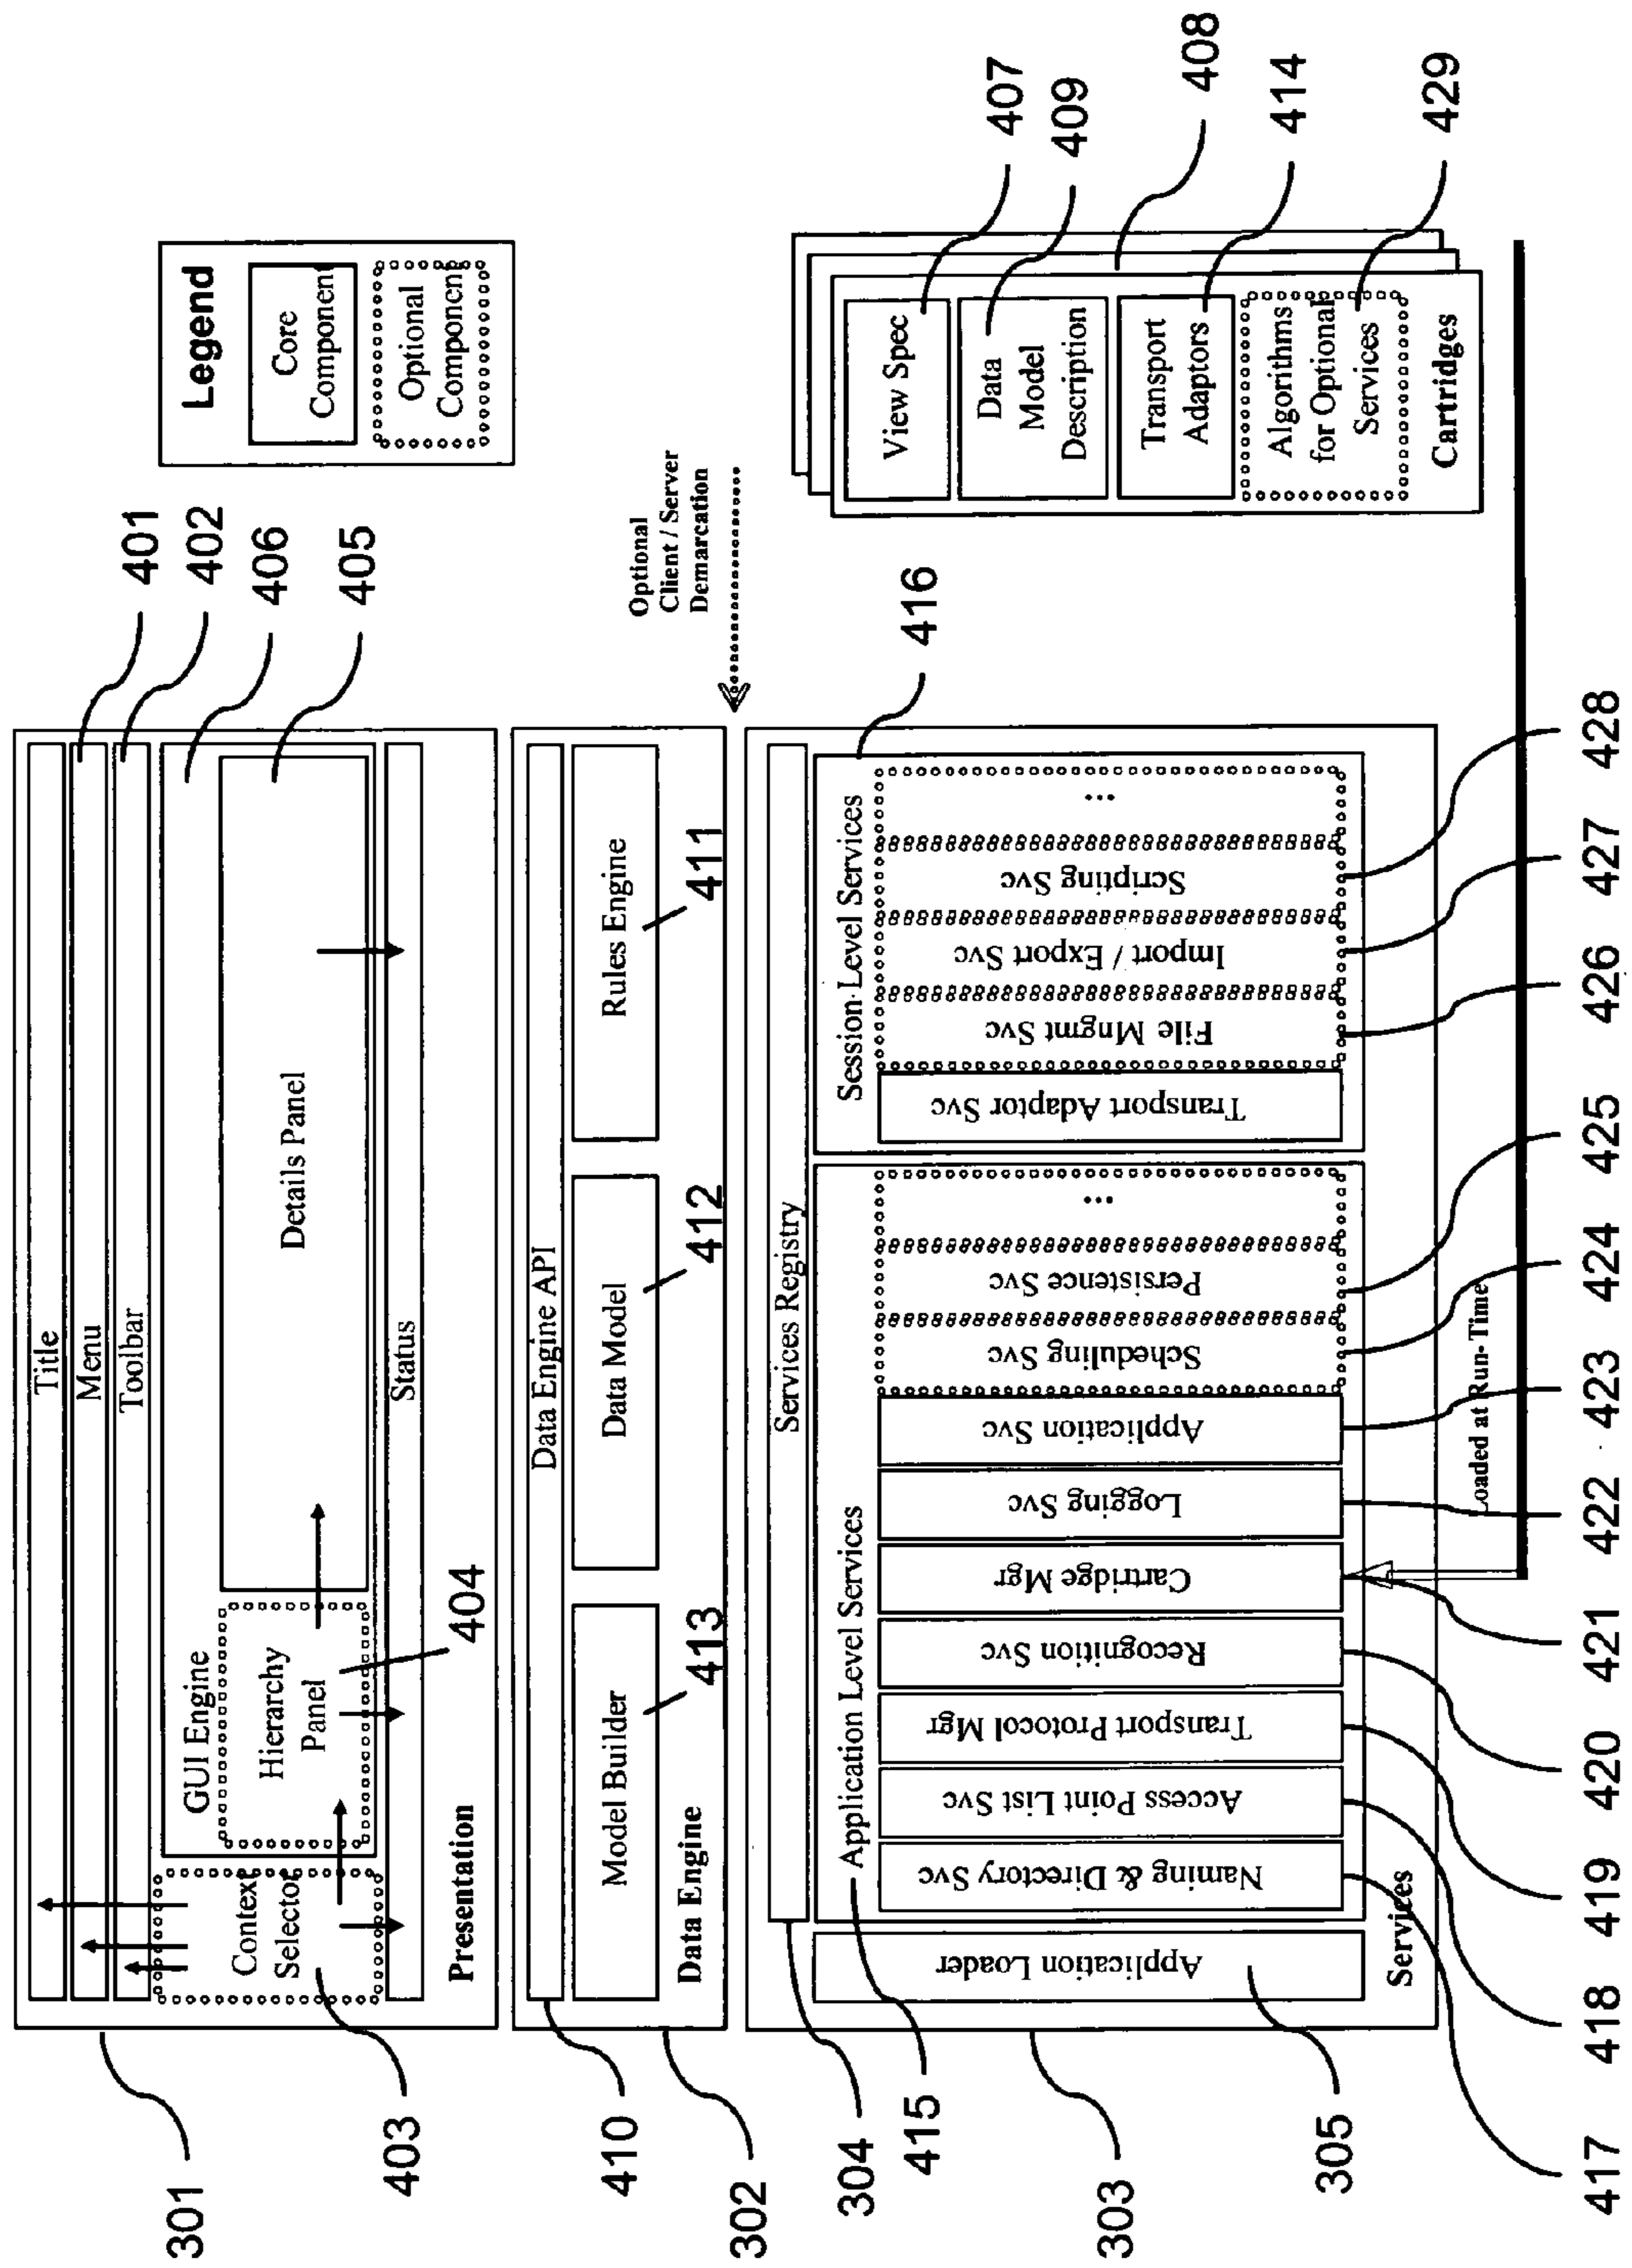 301
Title
Menu
Toolbar
401
402
406
405
Context
Selector
403
GUI Engine
Hierarchy
Panel
404
Details Panel
Status
Presentation
Legend
Core
Component
Optional
Component
410
302
Data Engine API
Model Builder
413
Data Model
412
Rules Engine
411
Data Engine
Optional
Client / Server
Demarcation
304
415
303
305
Services Registry
Application Loader
Application Level Services
Naming & Directory Svc
Access Point List Svc
Transport Protocol Mgr
Recognition Svc
Cartridge Mgr
Logging Svc
Application Svc
Scheduling Svc
Persistence Svc
...
Session Level Services
416
Transport Adaptor Svc
File Mngmt Svc
Import / Export Svc
Scripting Svc
...
Services
View Spec
Data
Model
Description
Transport
Adaptors
Algorithms
for Optional
Services
Cartridges
407
409
408
414
429
Loaded at Run-Time
417
418
419
420
421
422
423
424
425
426
427
428